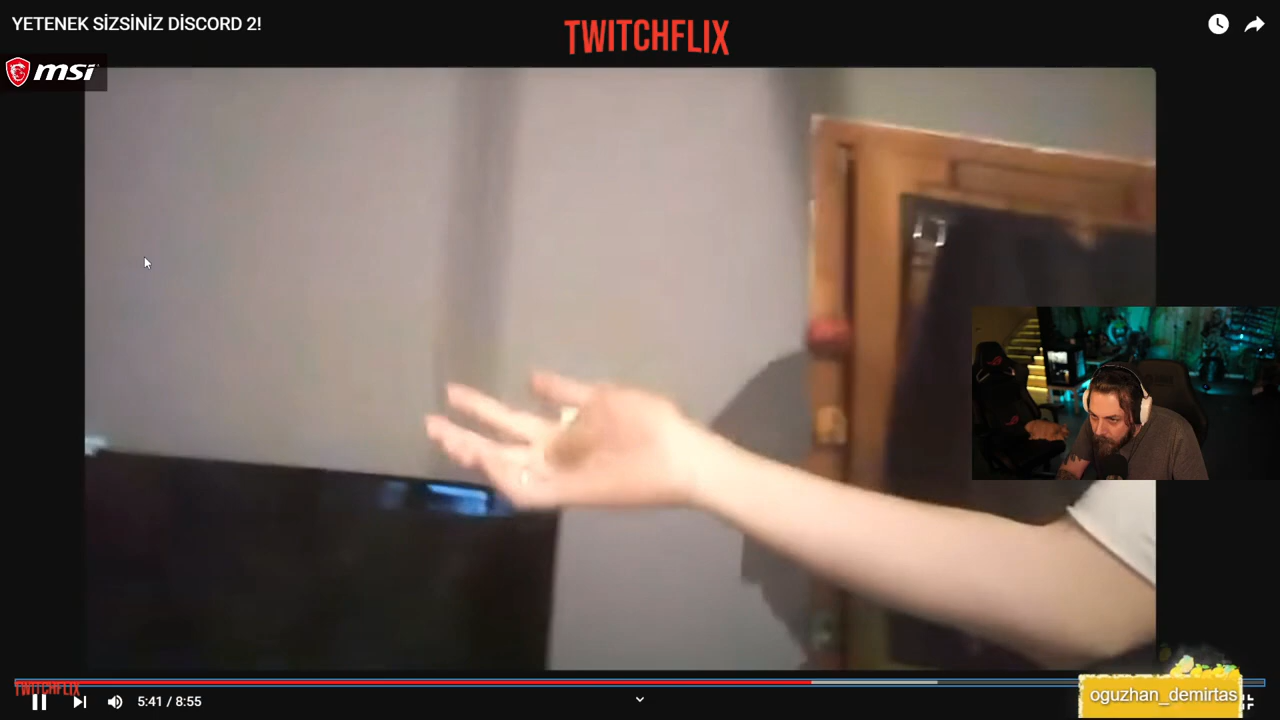 YETENEK SİZSİNİZ DİSCORD 2!
TWITCHFLIX
msi
TWITCHFLIX
5:41 / 8:55
oguzhan_demirtas